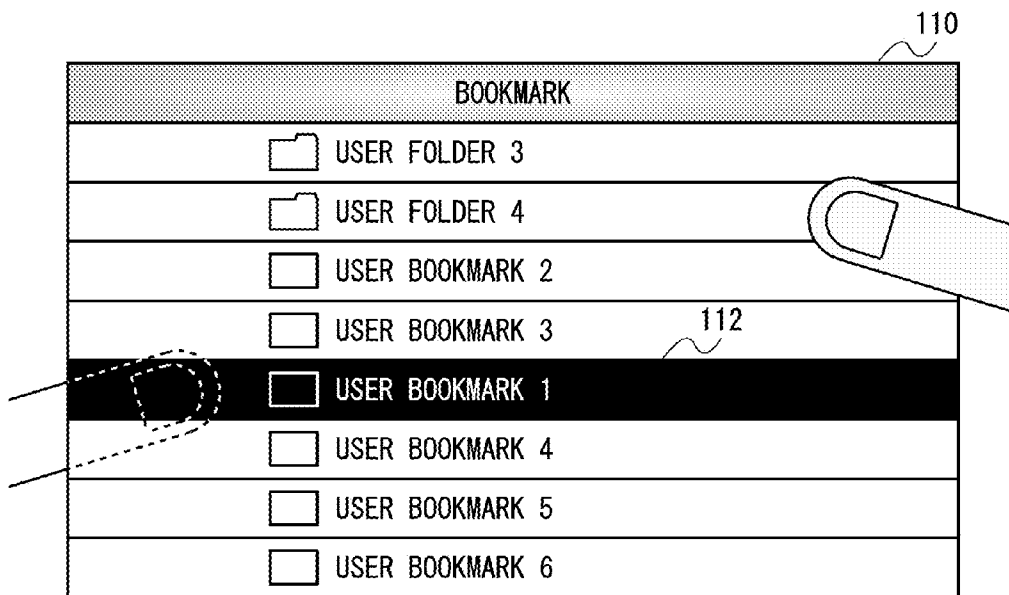 110
BOOKMARK
USER FOLDER 3
USER FOLDER 4
USER BOOKMARK 2
USER BOOKMARK 3
112
USER BOOKMARK 1
USER BOOKMARK 4
USER BOOKMARK 5
USER BOOKMARK 6